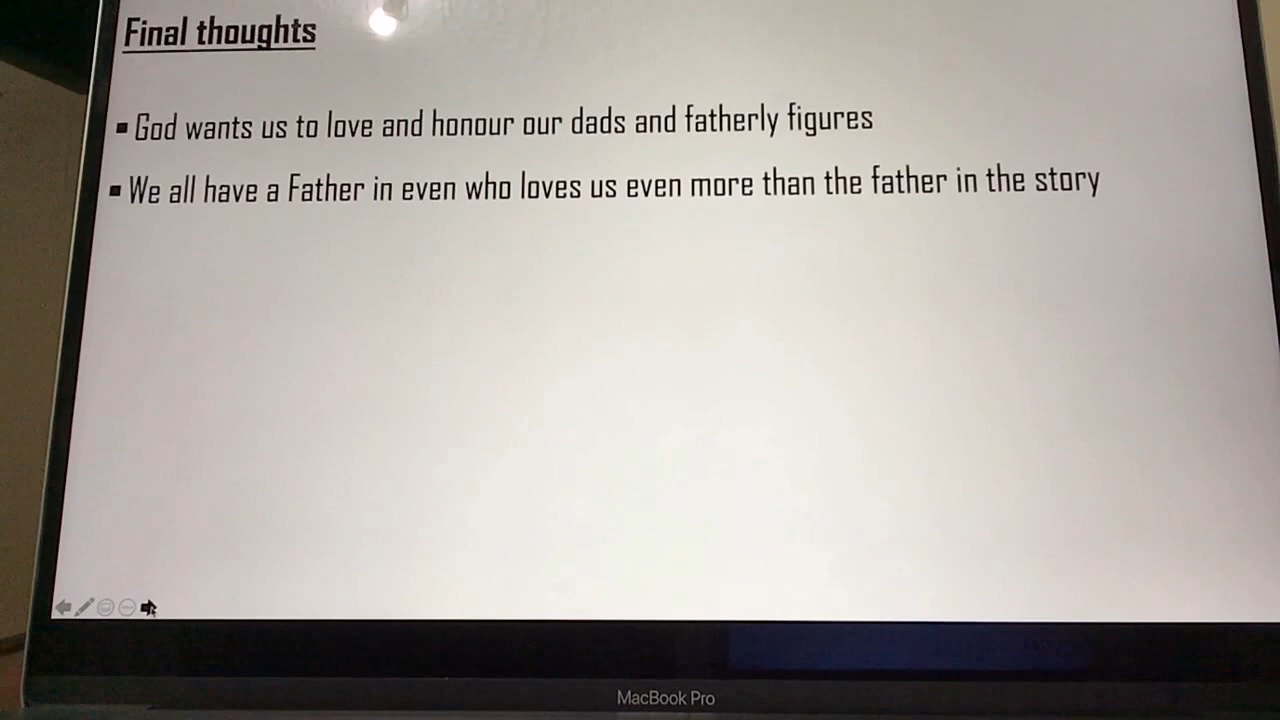 Final thoughts
▪ God wants us to love and honour our dads and fatherly figures
▪ We all have a Father in even who loves us even more than the father in the story
MacBook Pro